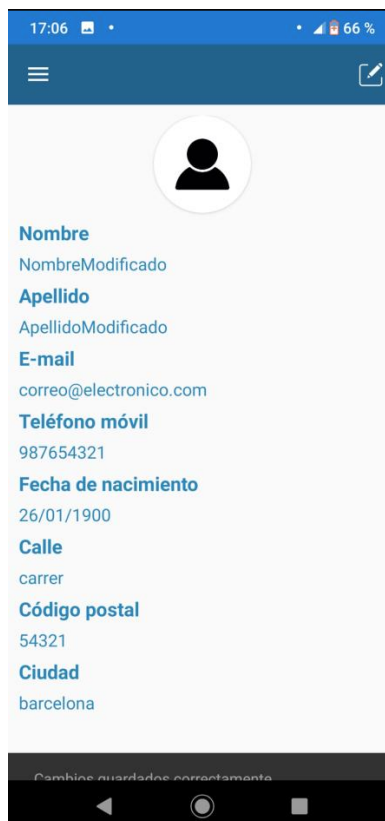 17:06
66 %
Nombre
NombreModificado
Apellido
ApellidoModificado
E-mail
correo@electronico.com
Teléfono móvil
987654321
Fecha de nacimiento
26/01/1900
Calle
carrer
Código postal
54321
Ciudad
barcelona
Cambios guardados correctamente